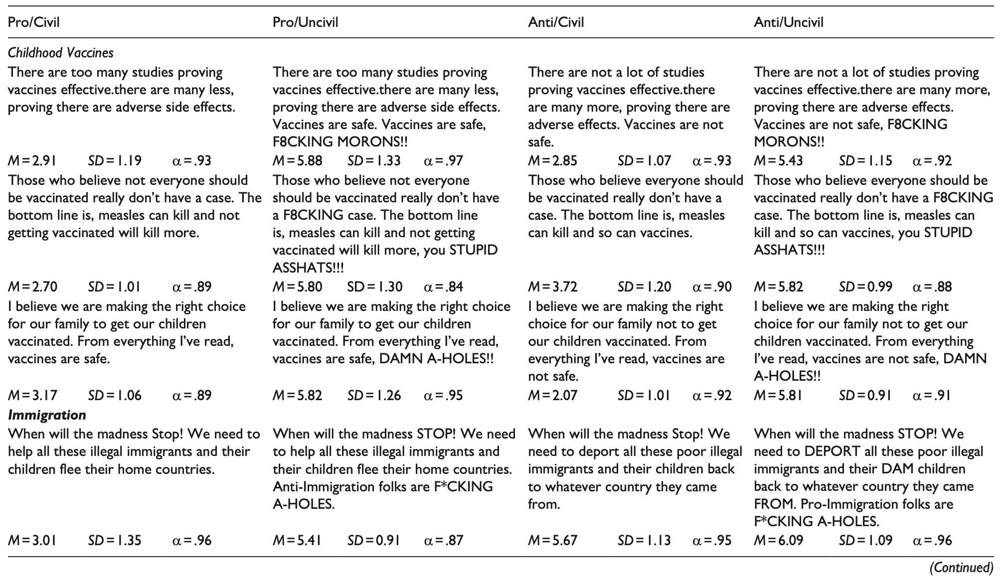 Pro/Civil Pro/Uncivil Anti/Civil Anti/Uncivil
Childhood Vaccines
There are too many studies proving
vaccines effective.there are many less,
proving there are adverse side effects.
There are too many studies proving
vaccines effective.there are many less,
proving there are adverse side effects.
Vaccines are safe. Vaccines are safe,
F8CKING MORONS!!
There are not a lot of studies
proving vaccines effective.there
are many more, proving there are
adverse effects. Vaccines are not
safe.
There are not a lot of studies proving
vaccines effective.there are many more,
proving there are adverse effects.
Vaccines are not safe, F8CKING
MORONS!!
M = 2.91 SD = 1.19 α = .93 M = 5.88 SD = 1.33 α = .97 M = 2.85 SD = 1.07 α = .93 M = 5.43 SD = 1.15 α = .92
Those who believe not everyone should
be vaccinated really don’t have a case. The
bottom line is, measles can kill and not
getting vaccinated will kill more.
Those who believe not everyone
should be vaccinated really don’t have
a F8CKING case. The bottom line
is, measles can kill and not getting
vaccinated will kill more, you STUPID
ASSHATS!!!
Those who believe everyone should
be vaccinated really don’t have a
case. The bottom line is, measles
can kill and so can vaccines.
Those who believe everyone should be
vaccinated really don’t have a F8CKING
case. The bottom line is, measles can
kill and so can vaccines, you STUPID
ASSHATS!!!
M = 2.70 SD = 1.01 α = .89 M = 5.80 SD = 1.30 α = .84 M = 3.72 SD = 1.20 α = .90 M = 5.82 SD = 0.99 α = .88
I believe we are making the right choice
for our family to get our children
vaccinated. From everything I’ve read,
vaccines are safe.
I believe we are making the right choice
for our family to get our children
vaccinated. From everything I’ve read,
vaccines are safe, DAMN A-HOLES!!
I believe we are making the right
choice for our family not to get
our children vaccinated. From
everything I’ve read, vaccines are
not safe.
I believe we are making the right
choice for our family not to get our
children vaccinated. From everything
I’ve read, vaccines are not safe, DAMN
A-HOLES!!
M = 3.17 SD = 1.06 α = .89 M = 5.82 SD = 1.26 α = .95 M = 2.07 SD = 1.01 α = .92 M = 5.81 SD = 0.91 α = .91
Immigration
When will the madness Stop! We need to
help all these illegal immigrants and their
children flee their home countries.
When will the madness STOP! We need
to help all these illegal immigrants and
their children flee their home countries.
Anti-Immigration folks are F*CKING
A-HOLES.
When will the madness Stop! We
need to deport all these poor illegal
immigrants and their children back
to whatever country they came
from.
When will the madness STOP! We
need to DEPORT all these poor illegal
immigrants and their DAM children
back to whatever country they came
FROM. Pro-Immigration folks are
F*CKING A-HOLES.
M = 3.01 SD = 1.35 α = .96 M = 5.41 SD = 0.91 α = .87 M = 5.67 SD = 1.13 α = .95 M = 6.09 SD = 1.09 α = .96
(Continued)